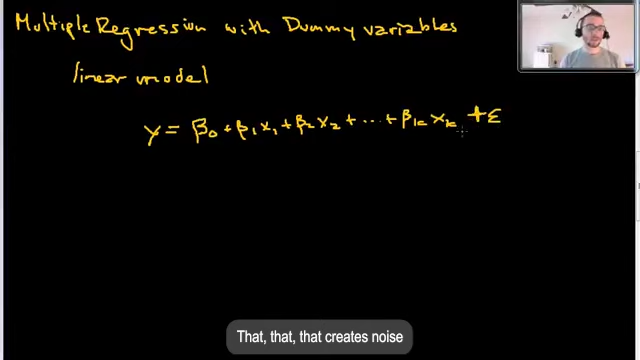 Multiple Regression with Dummy variables
linear model
y = β₀ + β₁x₁ + β₂x₂ + ... + βₖxₖ + ε
That, that, that creates noise